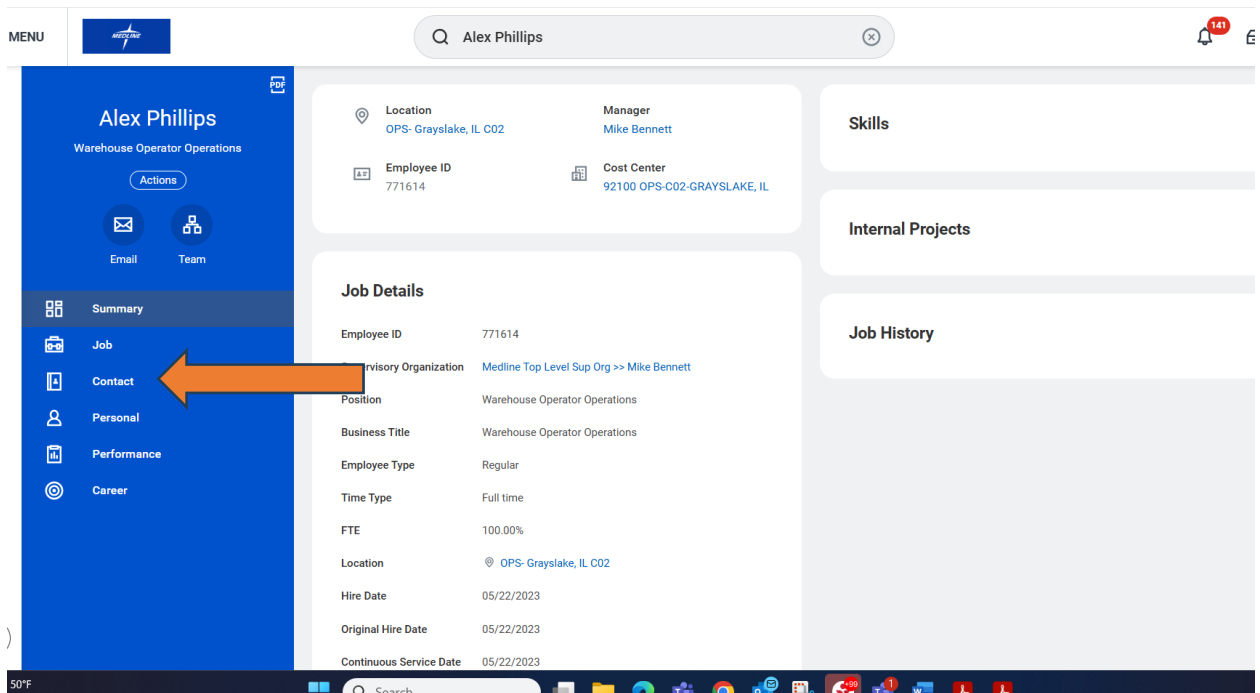 MENU
MEDLINE
Alex Phillips
141
PDF
Alex Phillips
Warehouse Operator Operations
Actions
Email
Team
Summary
Job
Contact
Personal
Performance
Career
Location
OPS- Grayslake, IL C02
Manager
Mike Bennett
Employee ID
771614
Cost Center
92100 OPS-C02-GRAYSLAKE, IL
Job Details
Employee ID 771614
Organization Medline Top Level Sup Org >> Mike Bennett
Position Warehouse Operator Operations
Business Title Warehouse Operator Operations
Employee Type Regular
Time Type Full time
FTE 100.00%
Location OPS- Grayslake, IL C02
Hire Date 05/22/2023
Original Hire Date 05/22/2023
Continuous Service Date 05/22/2023
Skills
Internal Projects
Job History
50°F
Search
+99
1